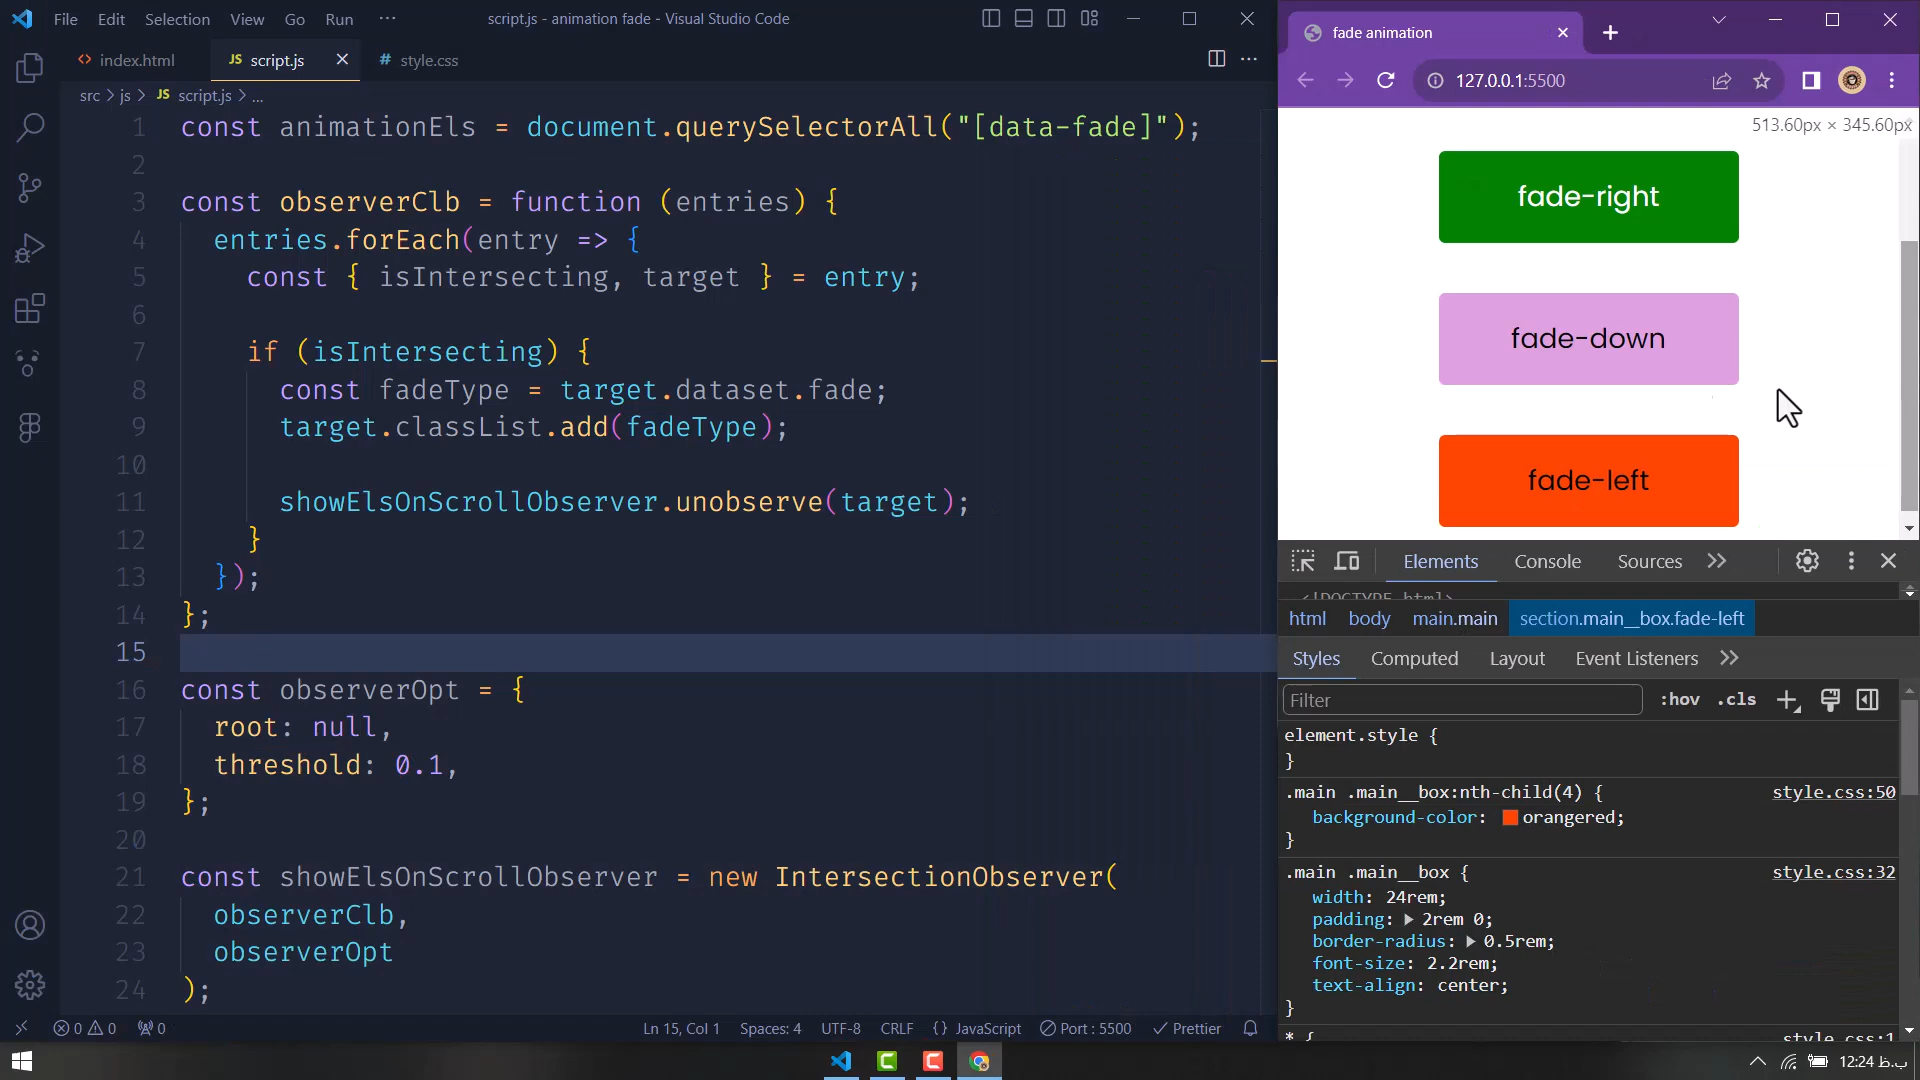 File Edit Selection View Go Run ··· script.js - animation fade - Visual Studio Code
index.html JS script.js # style.css
src > js > JS script.js > ...
1 const animationEls = document.querySelectorAll("[data-fade]");
2
3 const observerClb = function (entries) {
4 entries.forEach(entry => {
5 const { isIntersecting, target } = entry;
6
7 if (isIntersecting) {
8 const fadeType = target.dataset.fade;
9 target.classList.add(fadeType);
10
11 showElsOnScrollObserver.unobserve(target);
12 }
13 });
14 };
15
16 const observerOpt = {
17 root: null,
18 threshold: 0.1,
19 };
20
21 const showElsOnScrollObserver = new IntersectionObserver(
22 observerClb,
23 observerOpt
24 );
0 0 0 Ln 15, Col 1 Spaces: 4 UTF-8 CRLF {} JavaScript Port : 5500 Prettier
fade animation
127.0.0.1:5500
513.60px × 345.60px
fade-right
fade-down
fade-left
Elements Console Sources
<!DOCTYPE html>
html body main.main section.main__box.fade-left
Styles Computed Layout Event Listeners
Filter :hov .cls
element.style {
}
.main .main__box:nth-child(4) { style.css:50
background-color: orangered;
}
.main .main__box { style.css:32
width: 24rem;
padding: 2rem 0;
border-radius: 0.5rem;
font-size: 2.2rem;
text-align: center;
}
* { style.css:1
12:24 ب.ظ